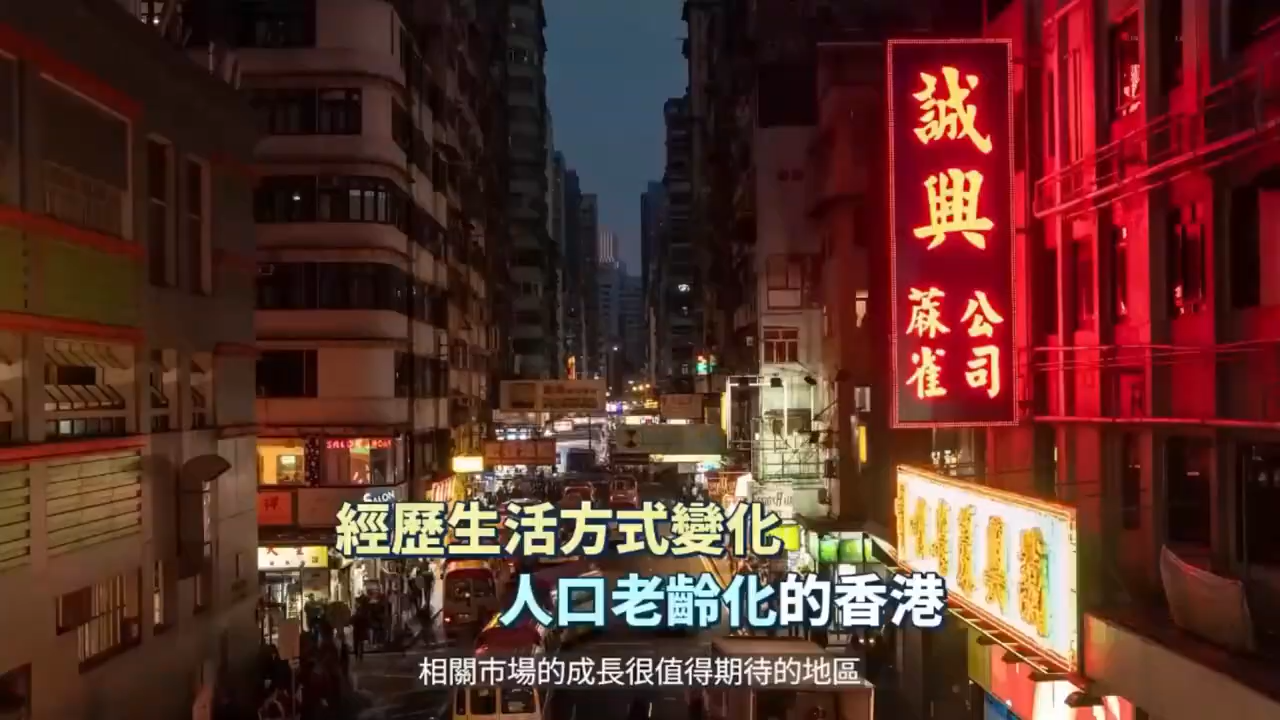 誠興
麻雀
公司
SALON
經歷生活方式變化
人口老齡化的香港
相關市場的成長很值得期待的地區